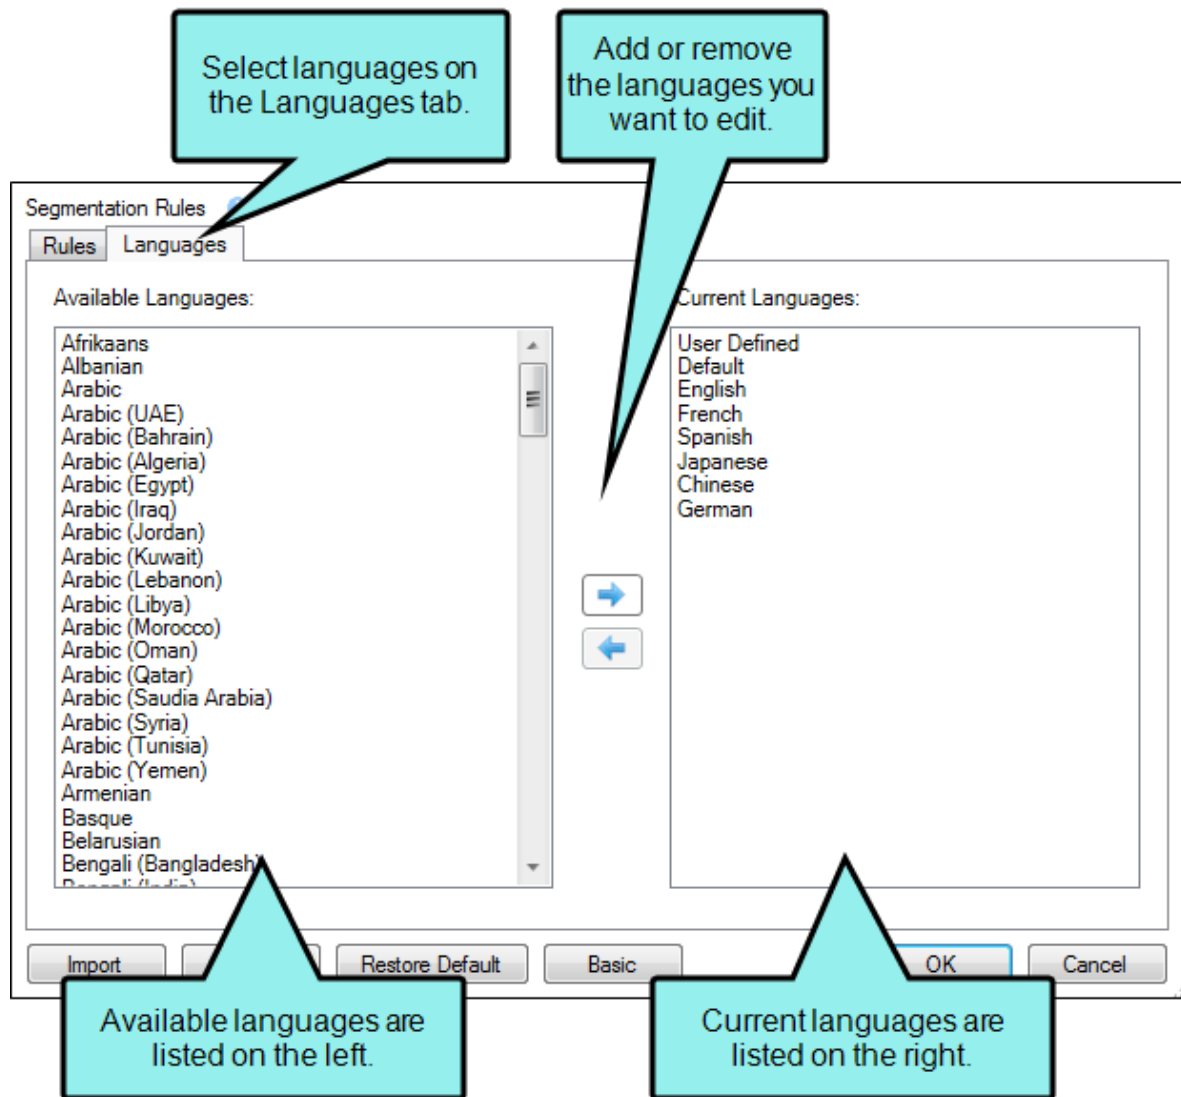 Select languages on
the Languages tab.
Add or remove
the languages you
want to edit.
Segmentation Rules
Rules
Languages
Available Languages:
Afrikaans
Albanian
Arabic
Arabic (UAE)
Arabic (Bahrain)
Arabic (Algeria)
Arabic (Egypt)
Arabic (Iraq)
Arabic (Jordan)
Arabic (Kuwait)
Arabic (Lebanon)
Arabic (Libya)
Arabic (Morocco)
Arabic (Oman)
Arabic (Qatar)
Arabic (Saudia Arabia)
Arabic (Syria)
Arabic (Tunisia)
Arabic (Yemen)
Armenian
Basque
Belarusian
Bengali (Bangladesh)
Bengali (India)
Current Languages:
User Defined
Default
English
French
Spanish
Japanese
Chinese
German
Import
Restore Default
Basic
OK
Cancel
Available languages are
listed on the left.
Current languages are
listed on the right.